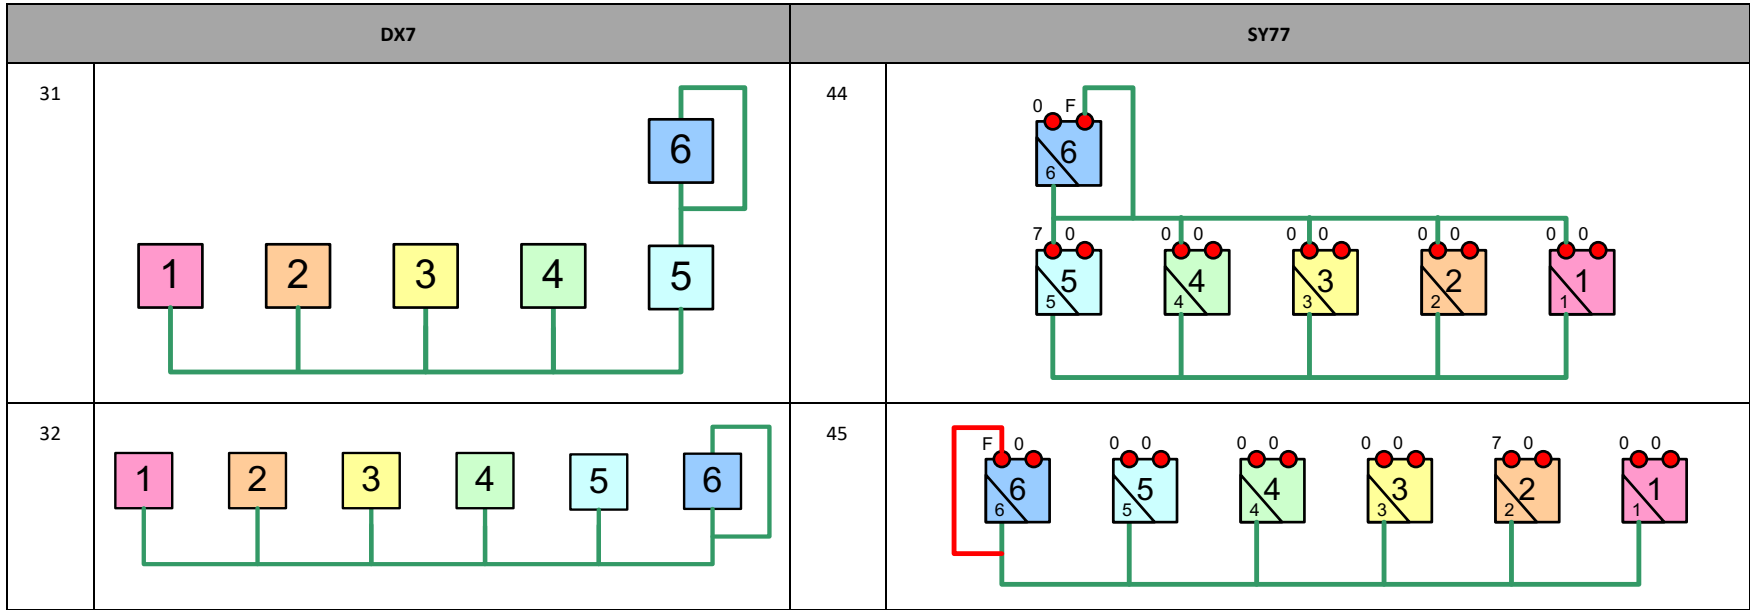 DX7 SY77
31 44
0 F
6 6
6
7 0 0 0 0 0 0 0 0 0
1 2 3 4 5 5 4 3 2 1
5 4 3 2 1
32 45
F 0 0 0 0 0 0 0 7 0 0 0
1 2 3 4 5 6 6 5 4 3 2 1
6 5 4 3 2 1